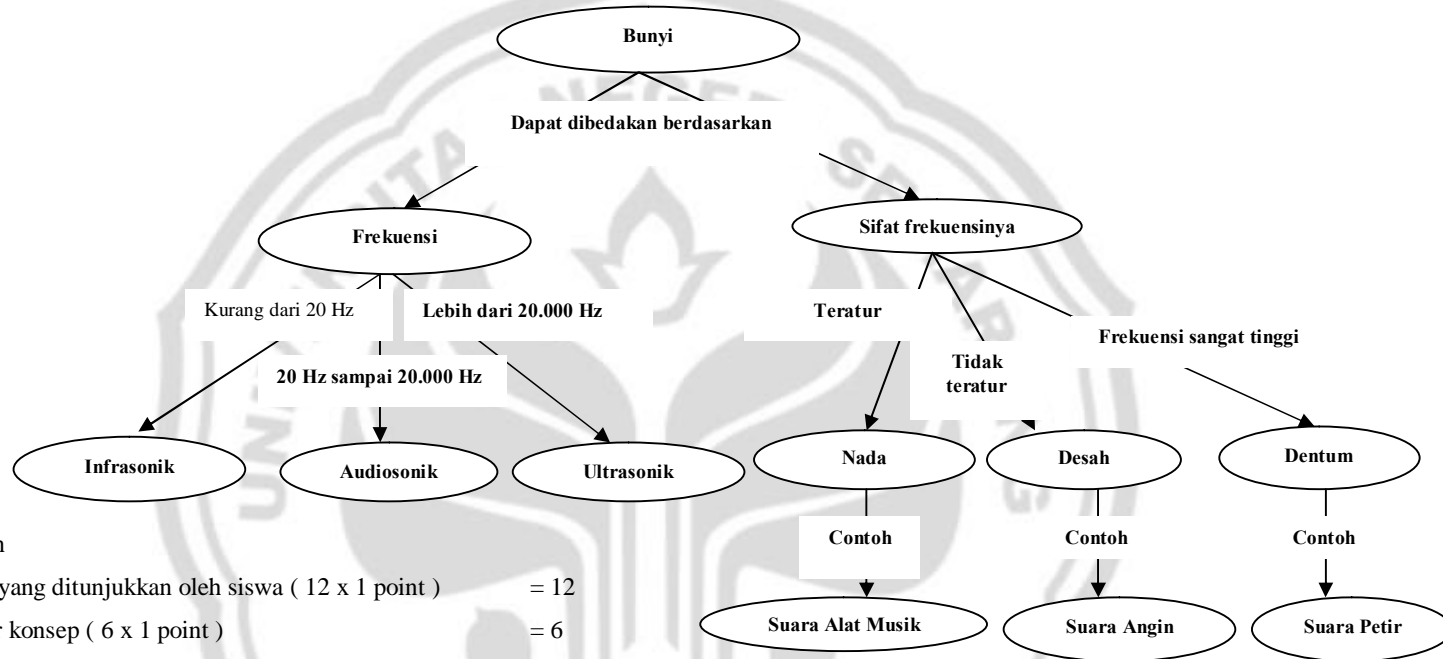 Bunyi
Dapat dibedakan berdasarkan
Frekuensi
Sifat frekuensinya
Kurang dari 20 Hz
Lebih dari 20.000 Hz
Teratur
Frekuensi sangat tinggi
20 Hz sampai 20.000 Hz
Tidak
teratur
Infrasonik
Audiosonik
Ultrasonik
Nada
Desah
Dentum
Contoh
Contoh
Contoh
yang ditunjukkan oleh siswa ( 12 x 1 point ) = 12
konsep ( 6 x 1 point ) = 6
Suara Alat Musik
Suara Angin
Suara Petir